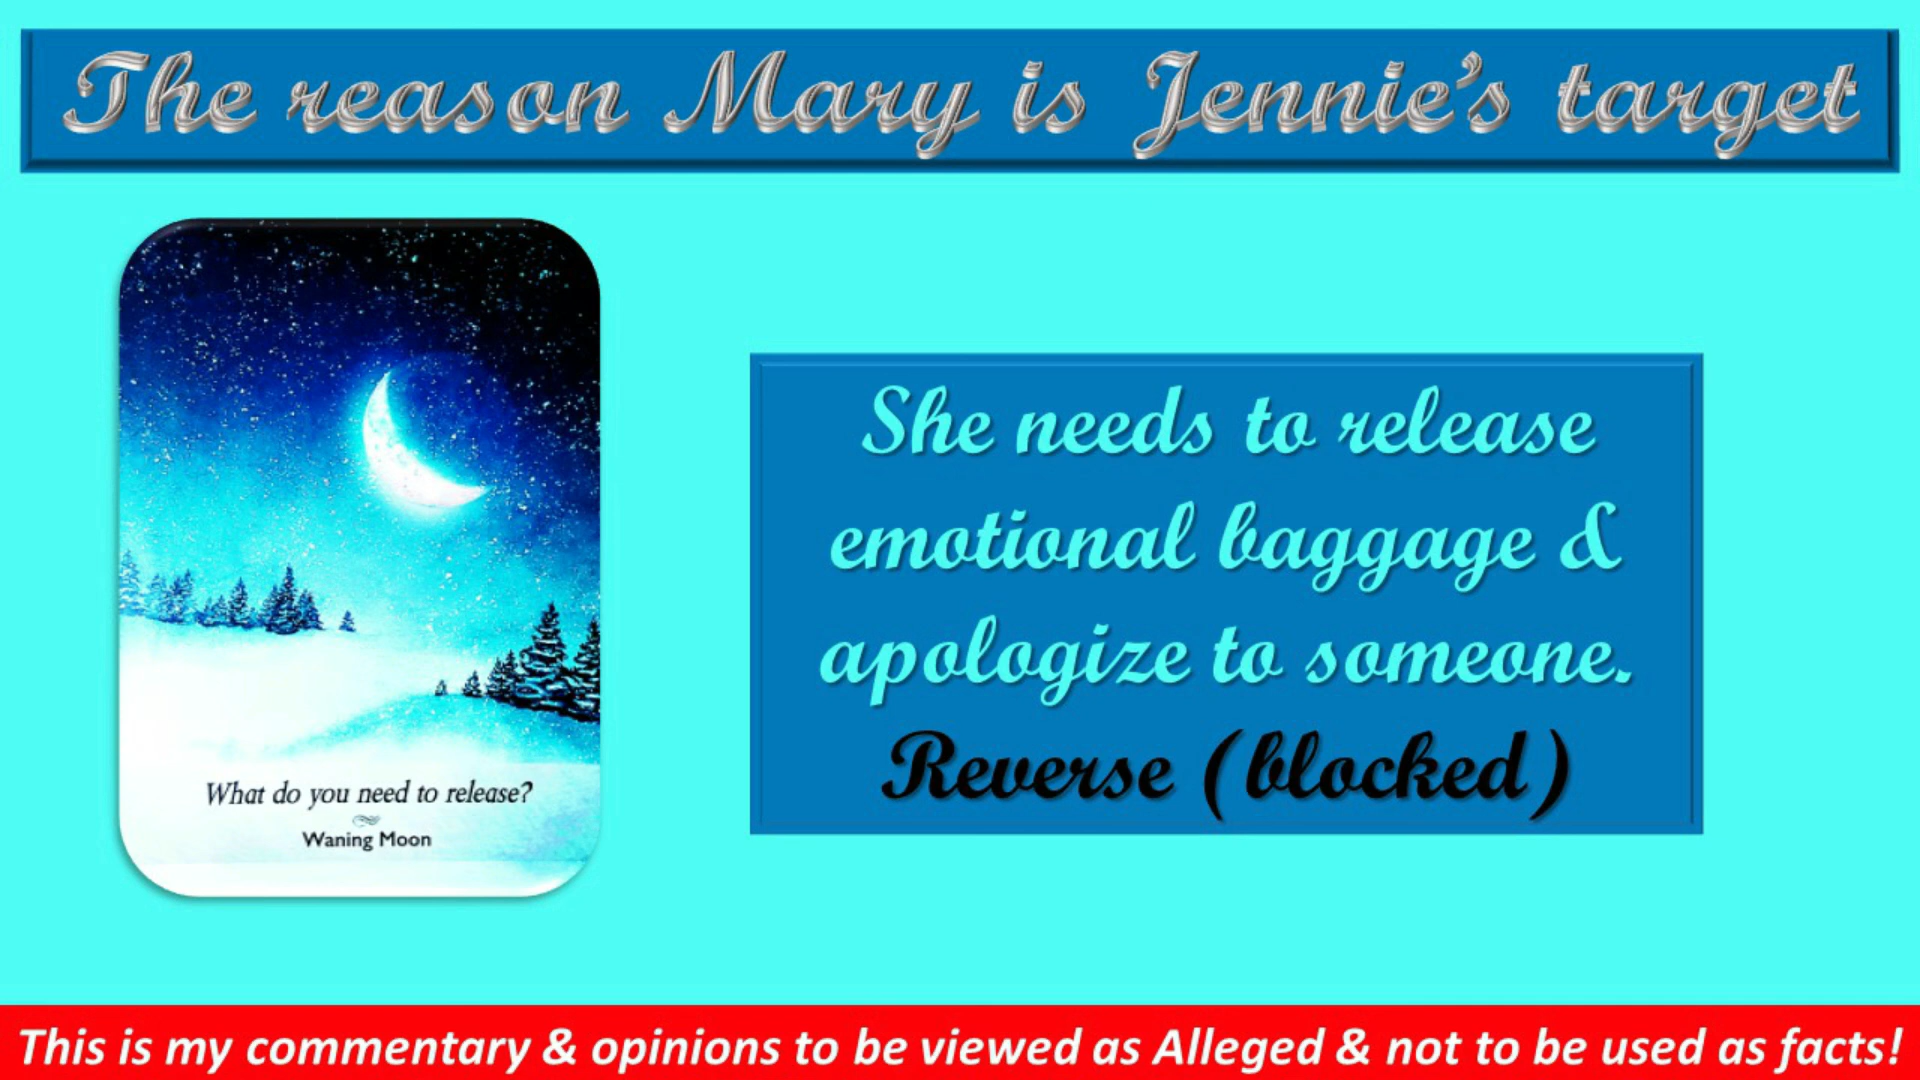 The reason Mary is Jennie's target
She needs to release
emotional baggage &
apologize to someone.
Reverse (blocked)
What do you need to release?
Waning Moon
This is my commentary & opinions to be viewed as Alleged & not to be used as facts!